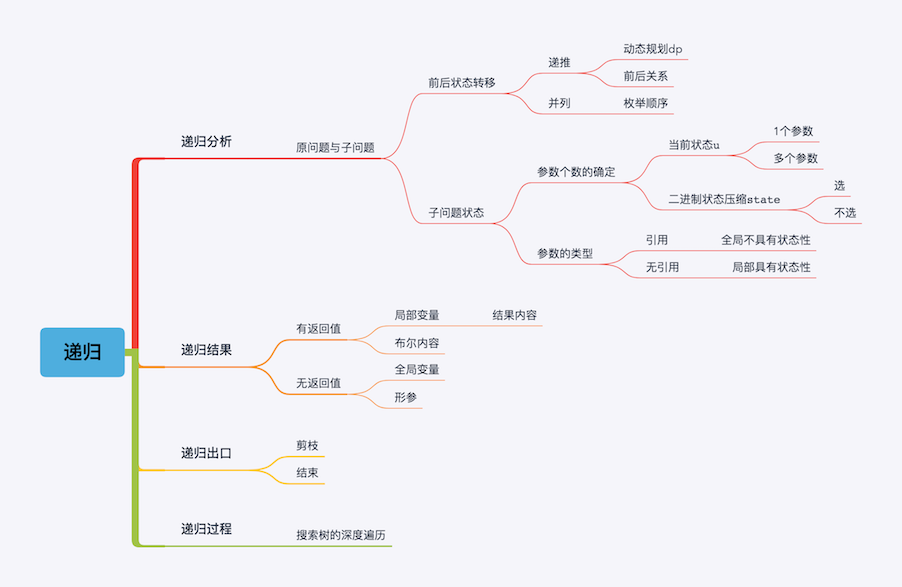 递归
递归分析
原问题与子问题
前后状态转移
递推
动态规划dp
前后关系
并列
枚举顺序
子问题状态
参数个数的确定
当前状态u
1个参数
多个参数
二进制状态压缩state
选
不选
参数的类型
引用
全局不具有状态性
无引用
局部具有状态性
递归结果
有返回值
局部变量
结果内容
布尔内容
无返回值
全局变量
形参
递归出口
剪枝
结束
递归过程
搜索树的深度遍历